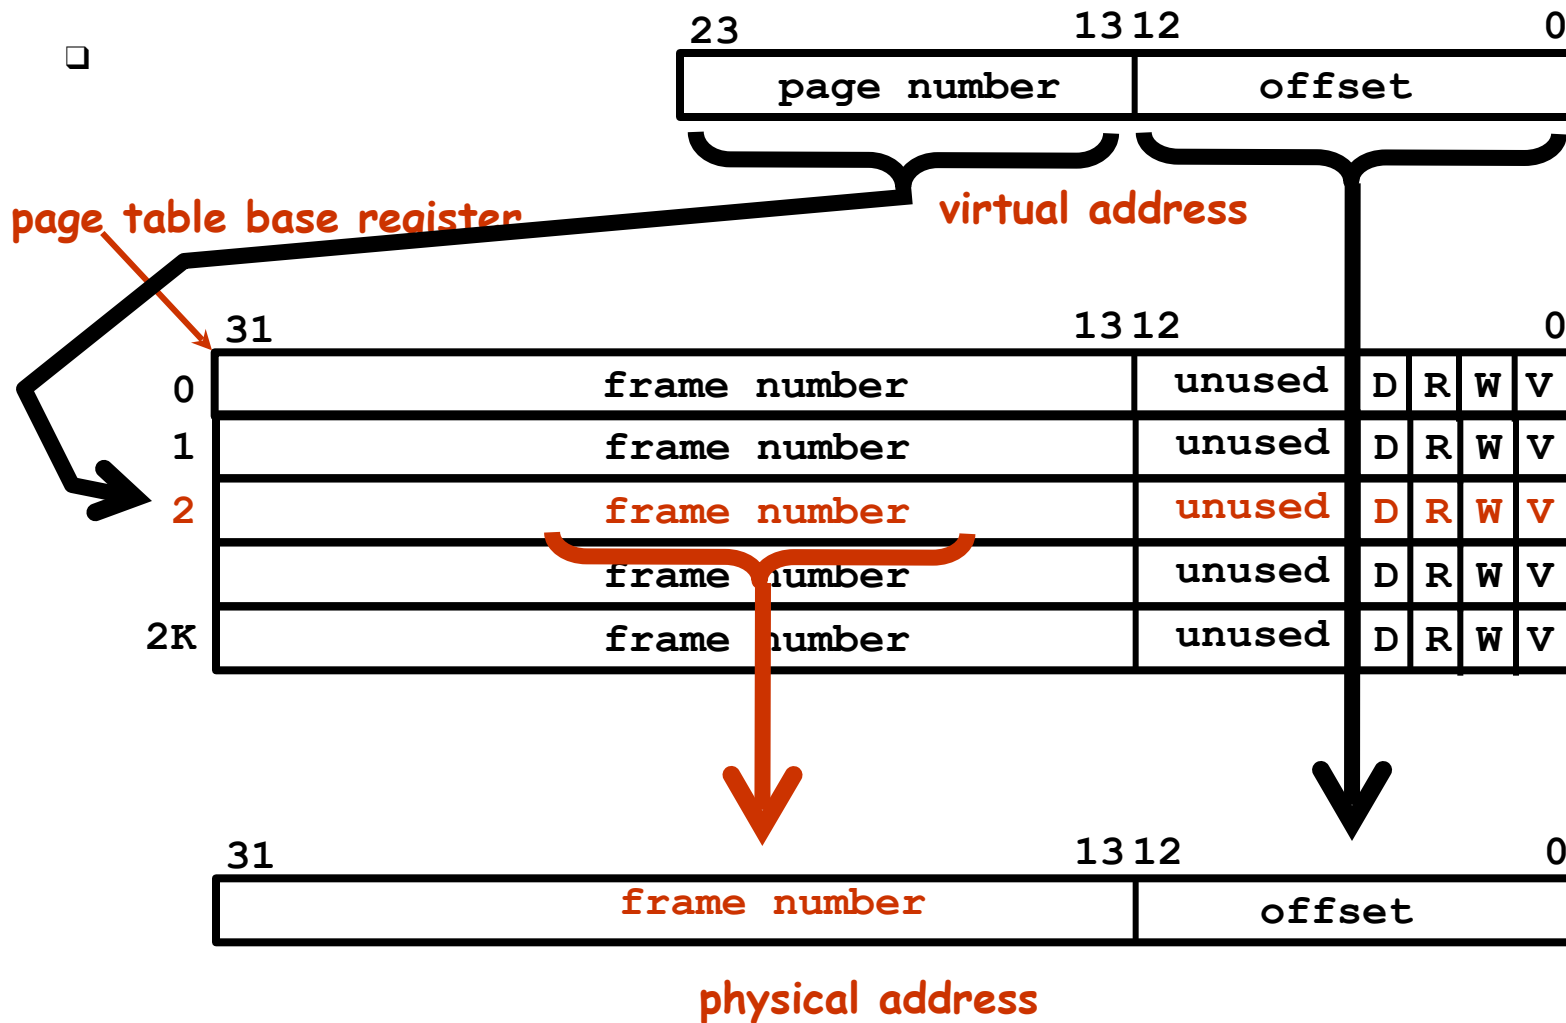 23 13 12 0
page number offset
page table base register virtual address
31 13 12 0
0 frame number unused D R W V
1 frame number unused D R W V
2 frame number unused D R W V
frame number unused D R W V
2K frame number unused D R W V
31 13 12 0
frame number offset
physical address